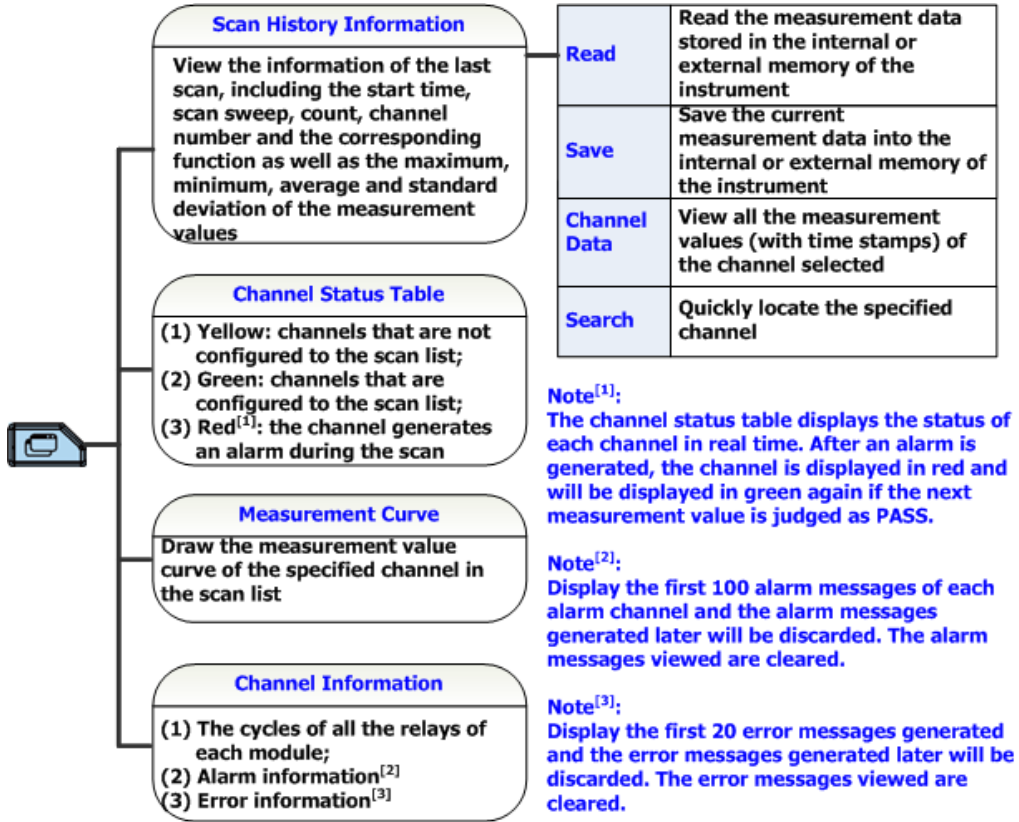 Scan History Information
View the information of the last
scan, including the start time,
scan sweep, count, channel
number and the corresponding
function as well as the maximum,
minimum, average and standard
deviation of the measurement
values
Read
Read the measurement data
stored in the internal or
external memory of the
instrument
Save
Save the current
measurement data into the
internal or external memory of
the instrument
Channel
Data
View all the measurement
values (with time stamps) of
the channel selected
Search
Quickly locate the specified
channel
Channel Status Table
(1) Yellow: channels that are not
configured to the scan list;
(2) Green: channels that are
configured to the scan list;
(3) Red[1]: the channel generates
an alarm during the scan
Measurement Curve
Draw the measurement value
curve of the specified channel in
the scan list
Channel Information
(1) The cycles of all the relays of
each module;
(2) Alarm information[2]
(3) Error information[3]
Note[1]:
The channel status table displays the status of
each channel in real time. After an alarm is
generated, the channel is displayed in red and
will be displayed in green again if the next
measurement value is judged as PASS.
Note[2]:
Display the first 100 alarm messages of each
alarm channel and the alarm messages
generated later will be discarded. The alarm
messages viewed are cleared.
Note[3]:
Display the first 20 error messages generated
and the error messages generated later will be
discarded. The error messages viewed are
cleared.